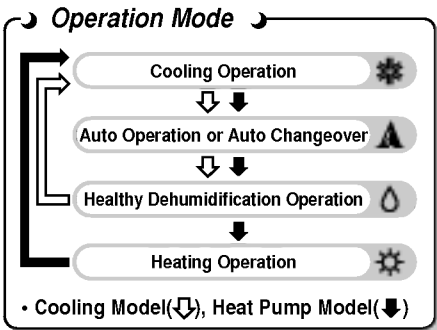 Operation Mode
Cooling Operation
Auto Operation or Auto Changeover
Healthy Dehumidification Operation
Heating Operation
• Cooling Model(⇩), Heat Pump Model(⬇)